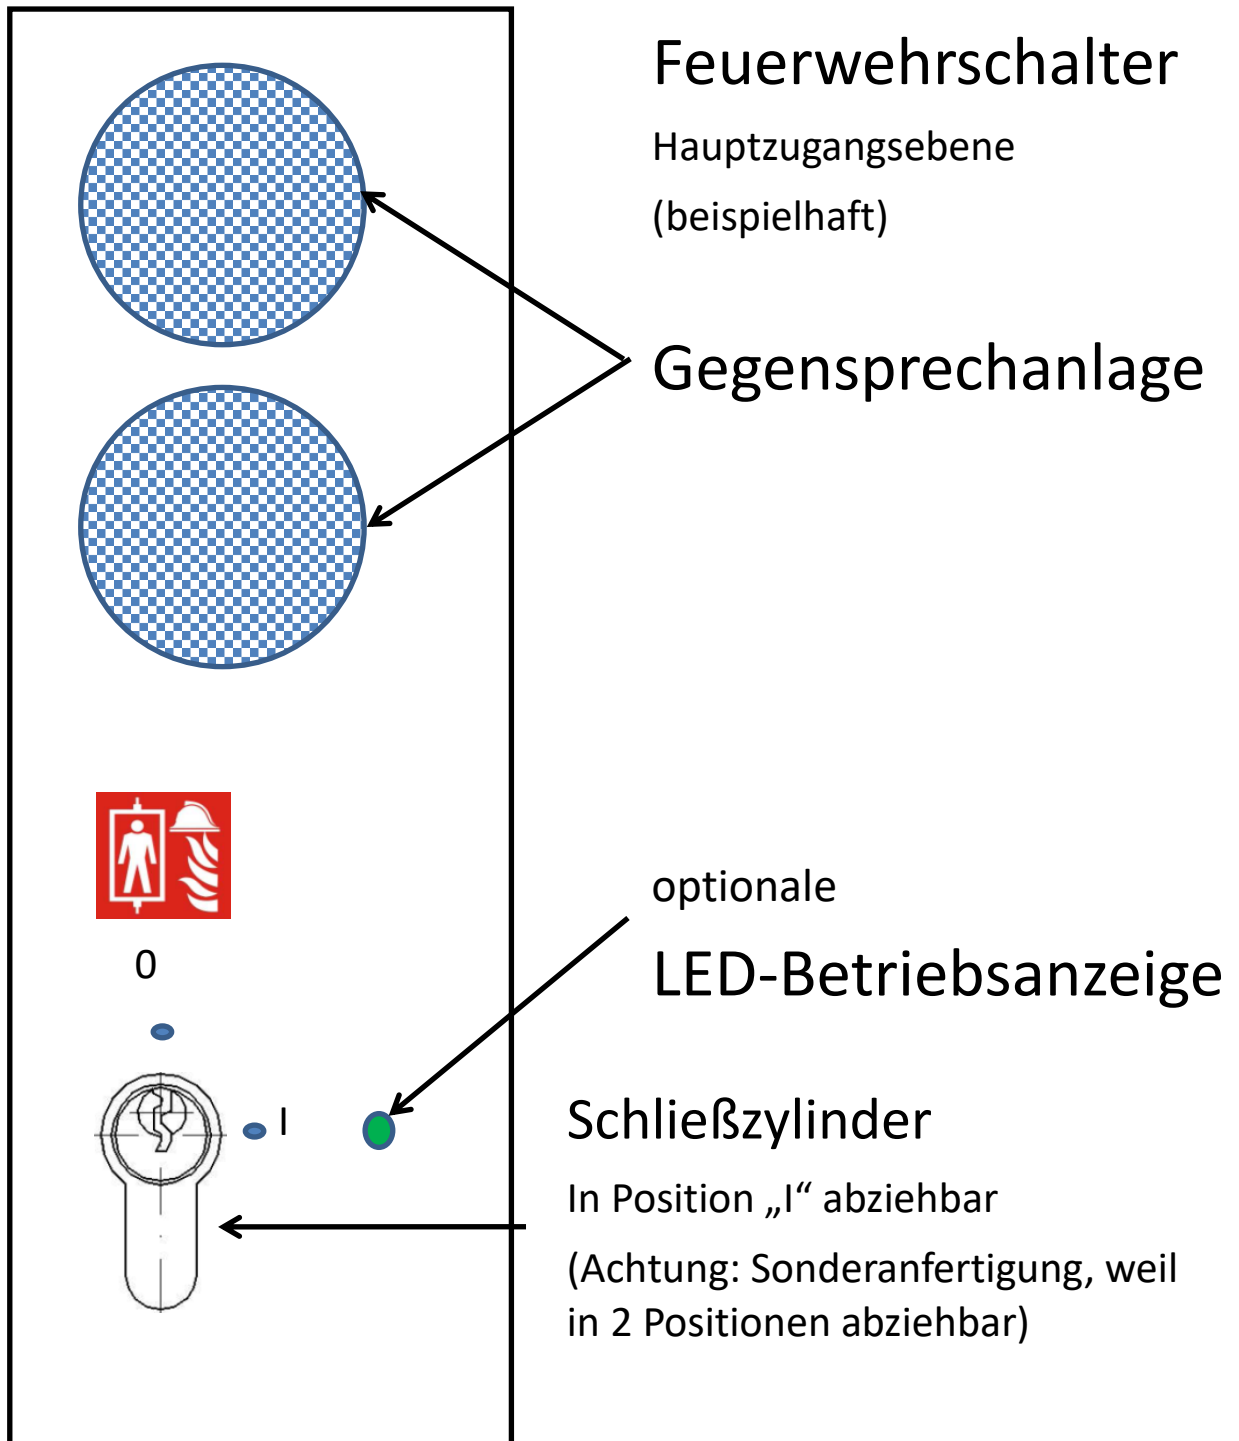 Feuerwehrschalter
Hauptzugangsebene
(beispielhaft)
Gegensprechanlage
optionale
LED-Betriebsanzeige
0
I
Schließzylinder
In Position „I“ abziehbar
(Achtung: Sonderanfertigung, weil
in 2 Positionen abziehbar)